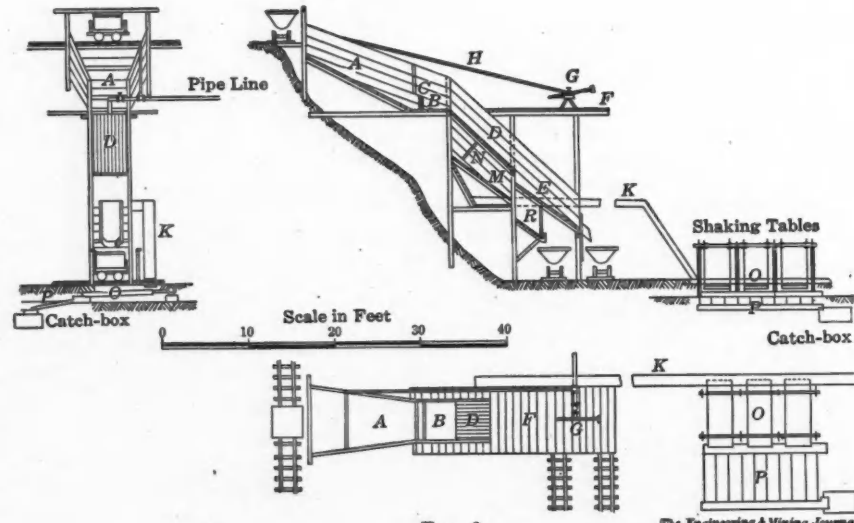 A
Pipe Line
D
K
O
P
Catch-box
A
C
B
H
G
F
D
N
M
E
R
K
Shaking Tables
O
P
Catch-box
Scale in Feet
0 10 20 30 40
K
A
B
D
F
G
O
P
The Engineering & Mining Journal